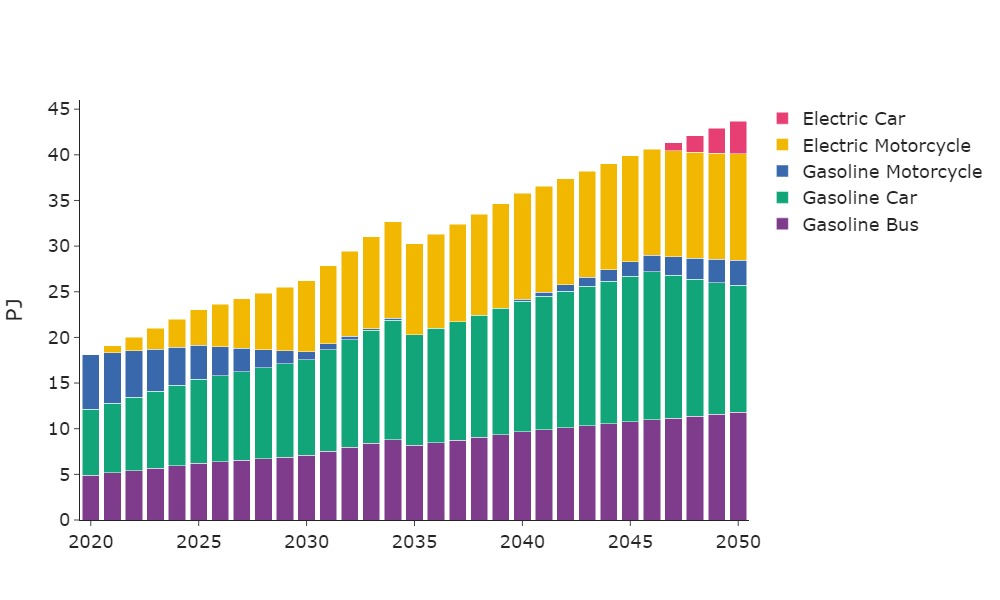 PJ
45
40
35
30
25
20
15
10
5
0
2020 2025 2030 2035 2040 2045 2050
Electric Car
Electric Motorcycle
Gasoline Motorcycle
Gasoline Car
Gasoline Bus